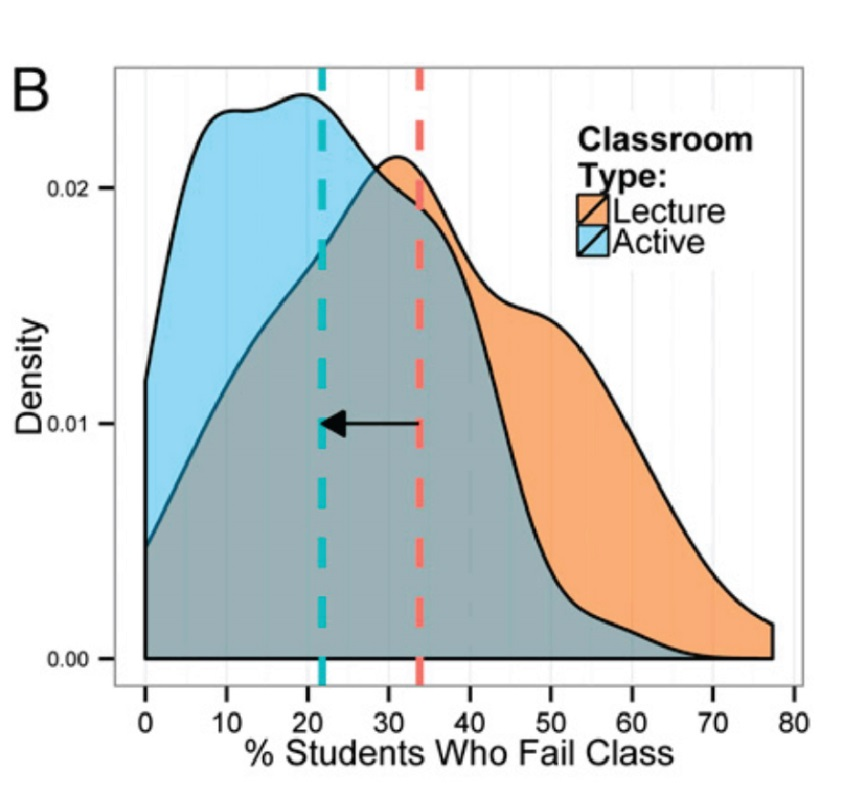 B
Classroom
Type:
Lecture
Active
Density
0.02
0.01
0.00
0 10 20 30 40 50 60 70 80
% Students Who Fail Class